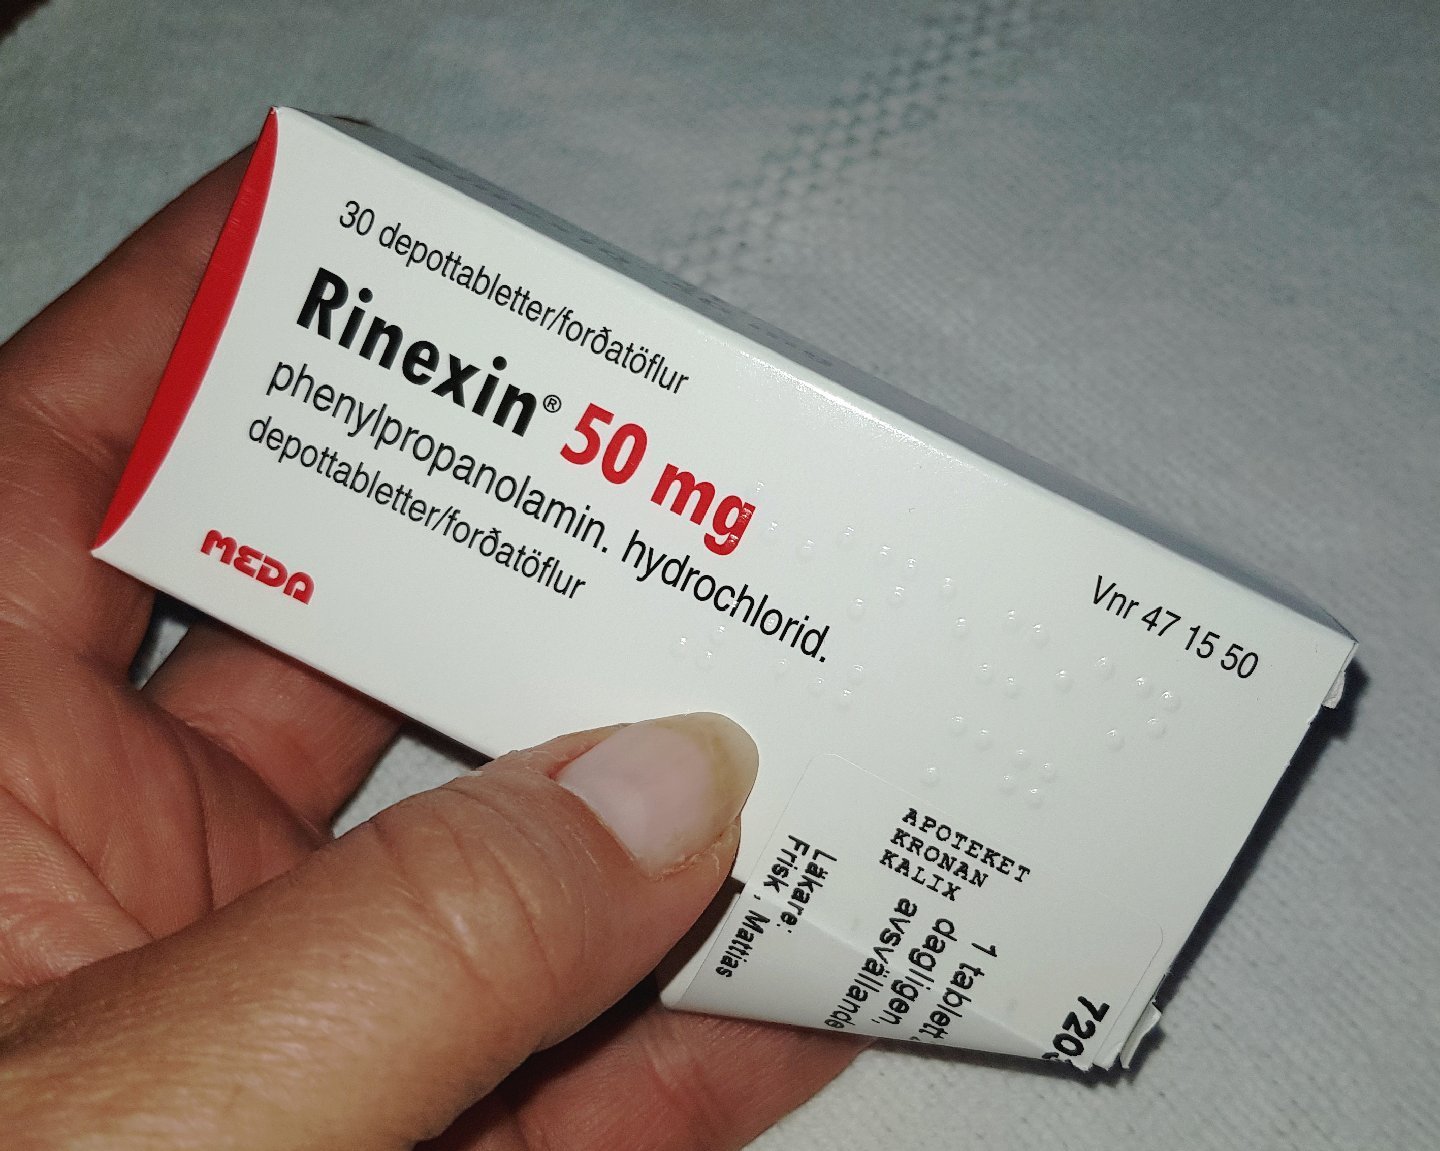 30 depottabletter/forðatöflur
Rinexin® 50 mg
phenylpropanolamin. hydrochlorid.
depottabletter/forðatöflur
MEDA
Vnr 47 15 50
APOTEKET
KRONAN
KALIX
1 tablett
dagligen,
avsvällande
Läkare:
Frisk, Mattias